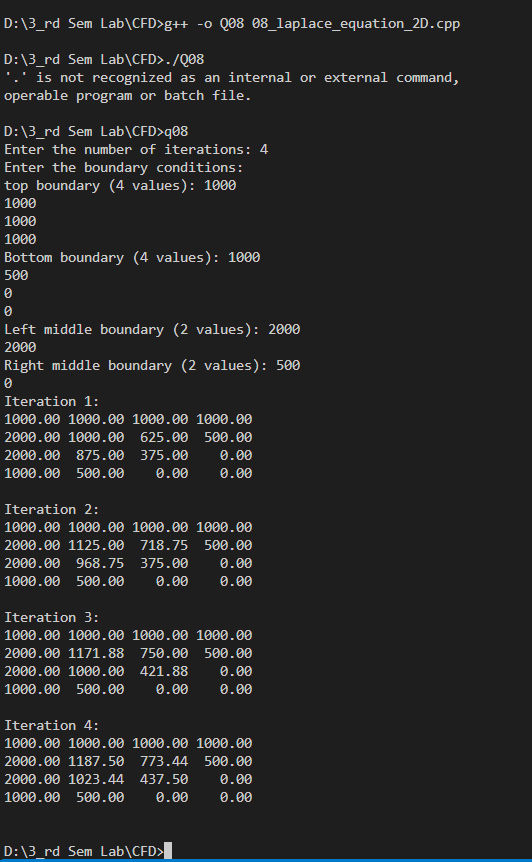 D:\3_rd Sem Lab\CFD>g++ -o Q08 08_laplace_equation_2D.cpp
D:\3_rd Sem Lab\CFD>./Q08
'.' is not recognized as an internal or external command,
operable program or batch file.
D:\3_rd Sem Lab\CFD>q08
Enter the number of iterations: 4
Enter the boundary conditions:
top boundary (4 values): 1000
1000
1000
1000
Bottom boundary (4 values): 1000
500
0
0
Left middle boundary (2 values): 2000
2000
Right middle boundary (2 values): 500
0
Iteration 1:
1000.00 1000.00 1000.00 1000.00
2000.00 1000.00  625.00  500.00
2000.00  875.00  375.00    0.00
1000.00  500.00    0.00    0.00
Iteration 2:
1000.00 1000.00 1000.00 1000.00
2000.00 1125.00  718.75  500.00
2000.00  968.75  375.00    0.00
1000.00  500.00    0.00    0.00
Iteration 3:
1000.00 1000.00 1000.00 1000.00
2000.00 1171.88  750.00  500.00
2000.00 1000.00  421.88    0.00
1000.00  500.00    0.00    0.00
Iteration 4:
1000.00 1000.00 1000.00 1000.00
2000.00 1187.50  773.44  500.00
2000.00 1023.44  437.50    0.00
1000.00  500.00    0.00    0.00
D:\3_rd Sem Lab\CFD>